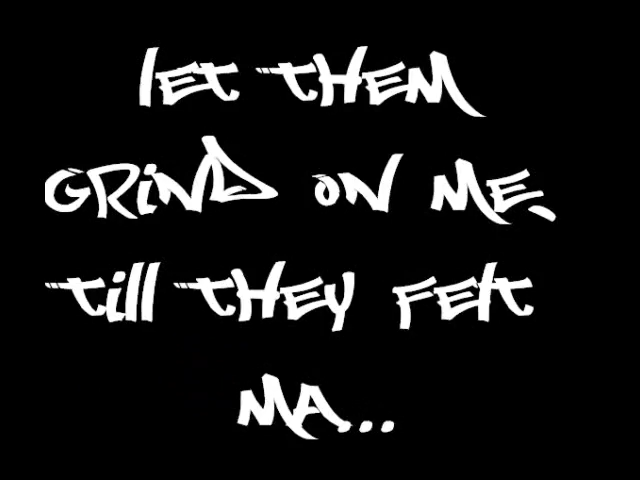 LET THEM
GRIND ON ME,
Till THEY FELT
MA...